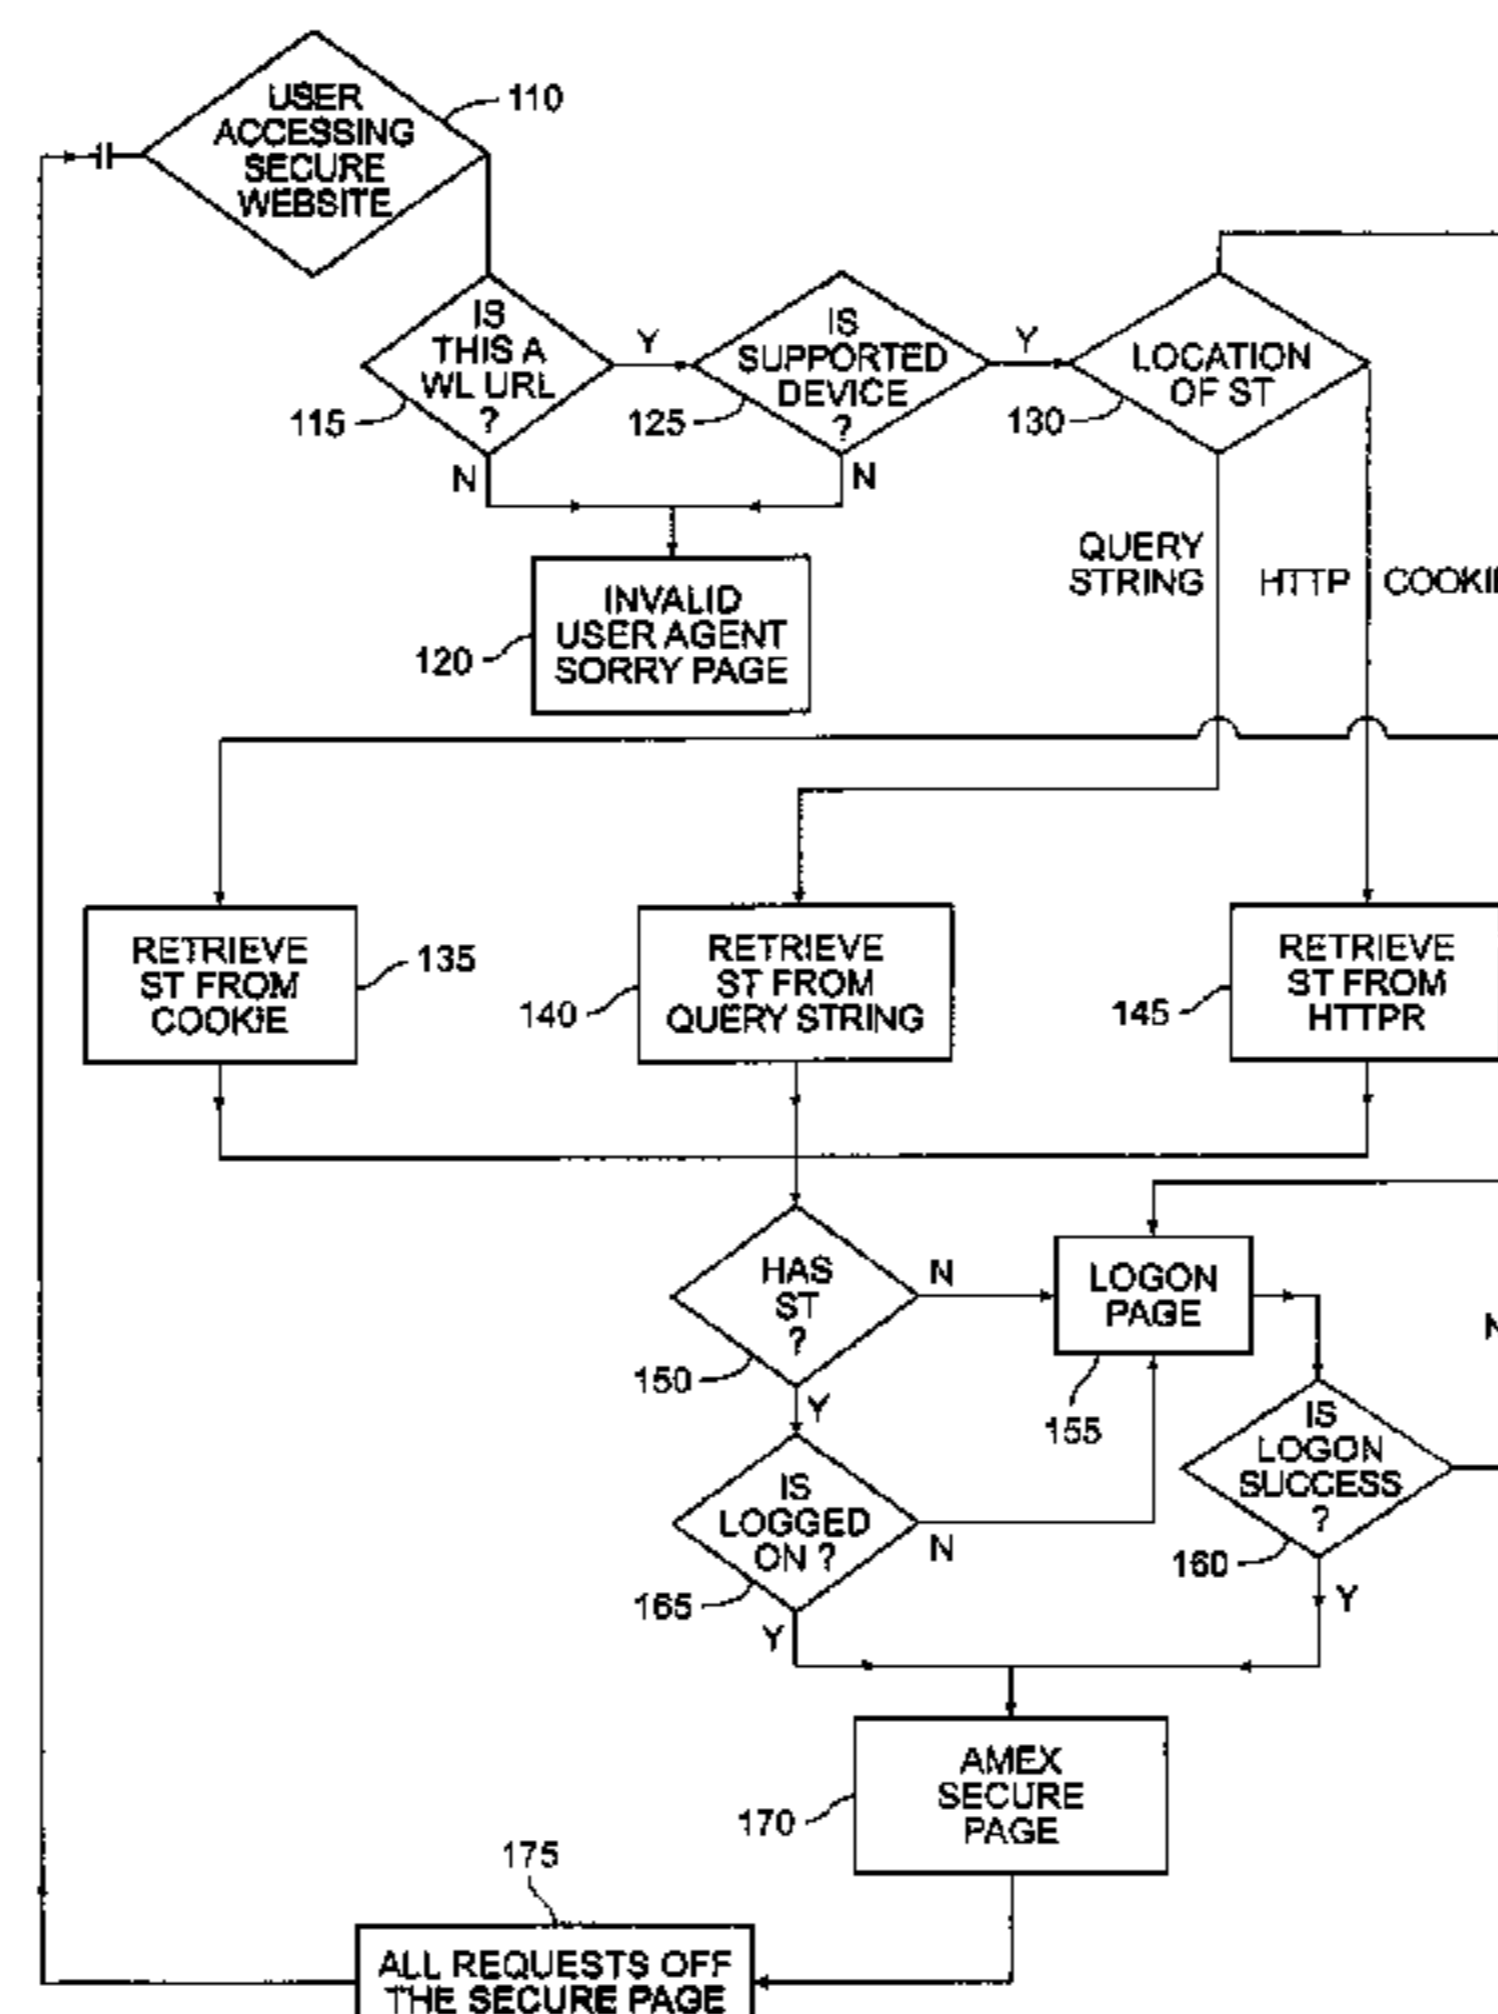 USER
ACCESSING
SECURE
WEBSITE
110
IS
THIS A
WL URL
?
115
Y
N
IS
SUPPORTED
DEVICE
?
125
Y
N
LOCATION
OF ST
130
QUERY
STRING
HTTP
COOKI
INVALID
USER AGENT
SORRY PAGE
120
RETRIEVE
ST FROM
COOKIE
135
RETRIEVE
ST FROM
QUERY STRING
140
RETRIEVE
ST FROM
HTTPR
145
HAS
ST
?
150
N
Y
LOGON
PAGE
155
N
IS
LOGGED
ON ?
165
N
Y
IS
LOGON
SUCCESS
?
160
Y
AMEX
SECURE
PAGE
170
175
ALL REQUESTS OFF
THE SECURE PAGE